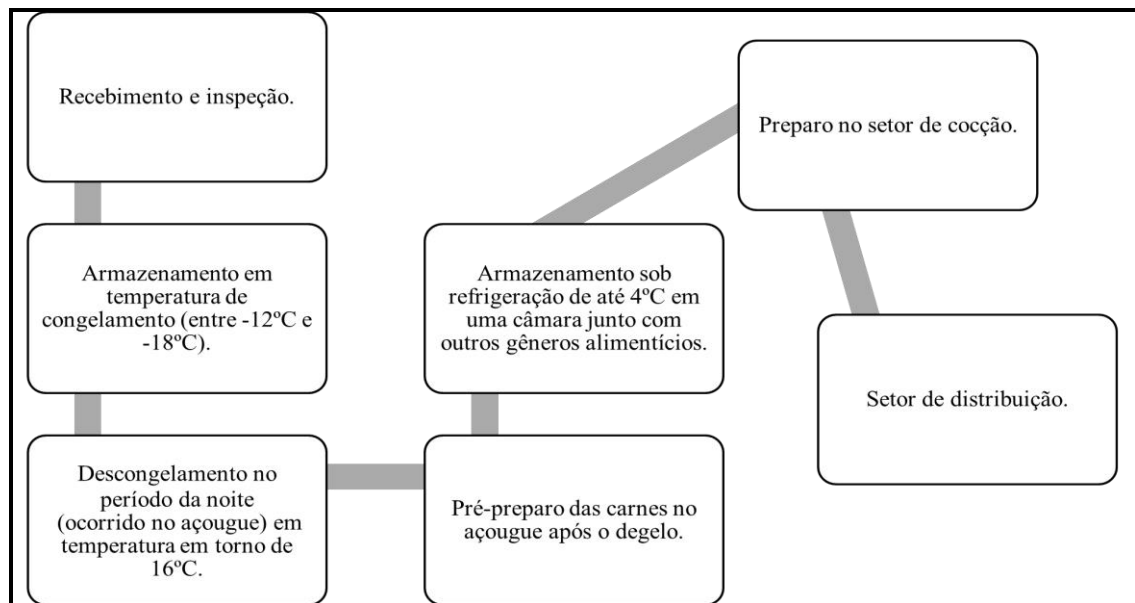 Recebimento e inspeção.
Armazenamento em
temperatura de
congelamento (entre -12ºC e
-18ºC).
Descongelamento no
período da noite
(ocorrido no açougue) em
temperatura em torno de
16ºC.
Pré-preparo das carnes no
açougue após o degelo.
Armazenamento sob
refrigeração de até 4ºC em
uma câmara junto com
outros gêneros alimentícios.
Preparo no setor de cocção.
Setor de distribuição.